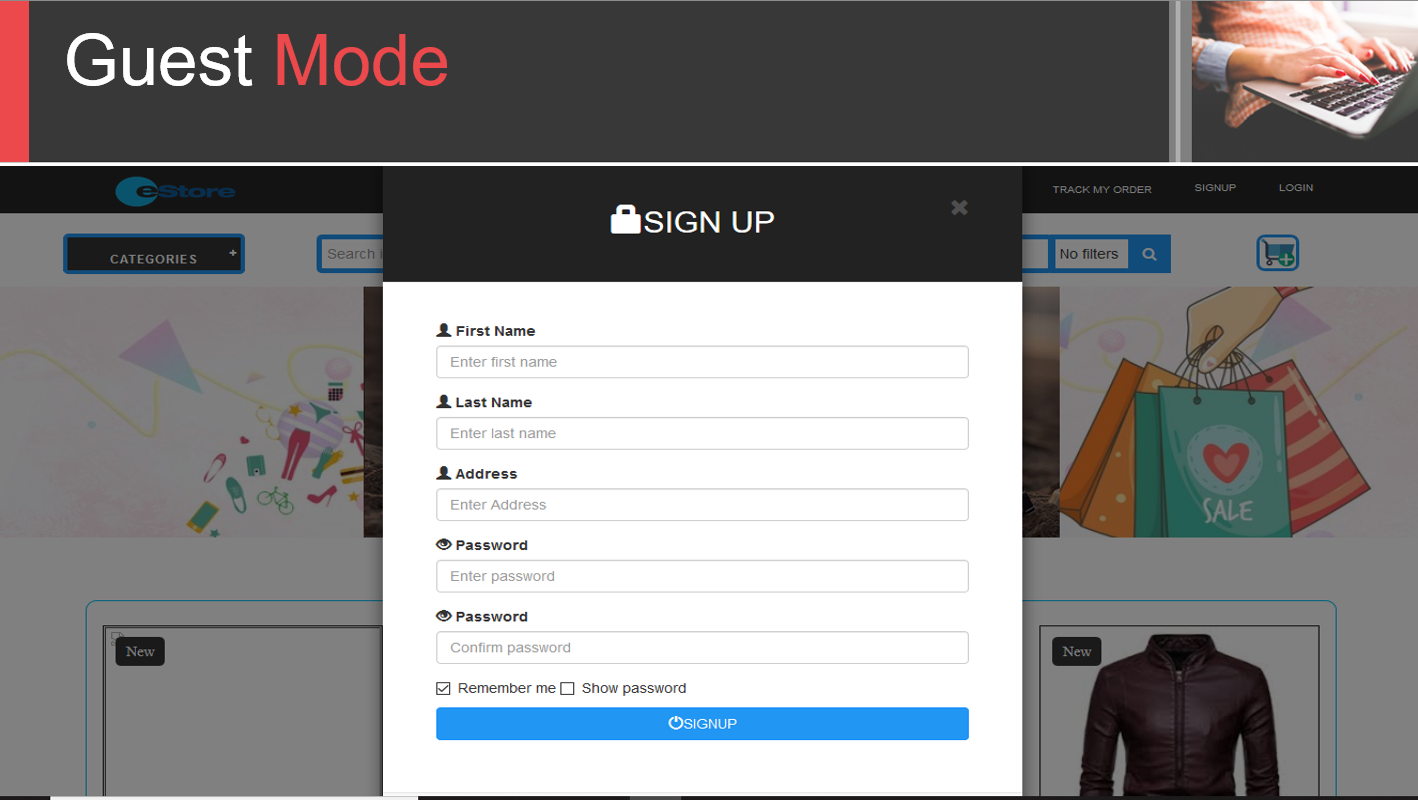 Guest Mode
eStore
TRACK MY ORDER
SIGNUP
LOGIN
SIGN UP
CATEGORIES
+
Search
No filters
First Name
Enter first name
Last Name
Enter last name
Address
Enter Address
SALE
Password
Enter password
Password
Confirm password
New
New
Remember me
Show password
SIGNUP